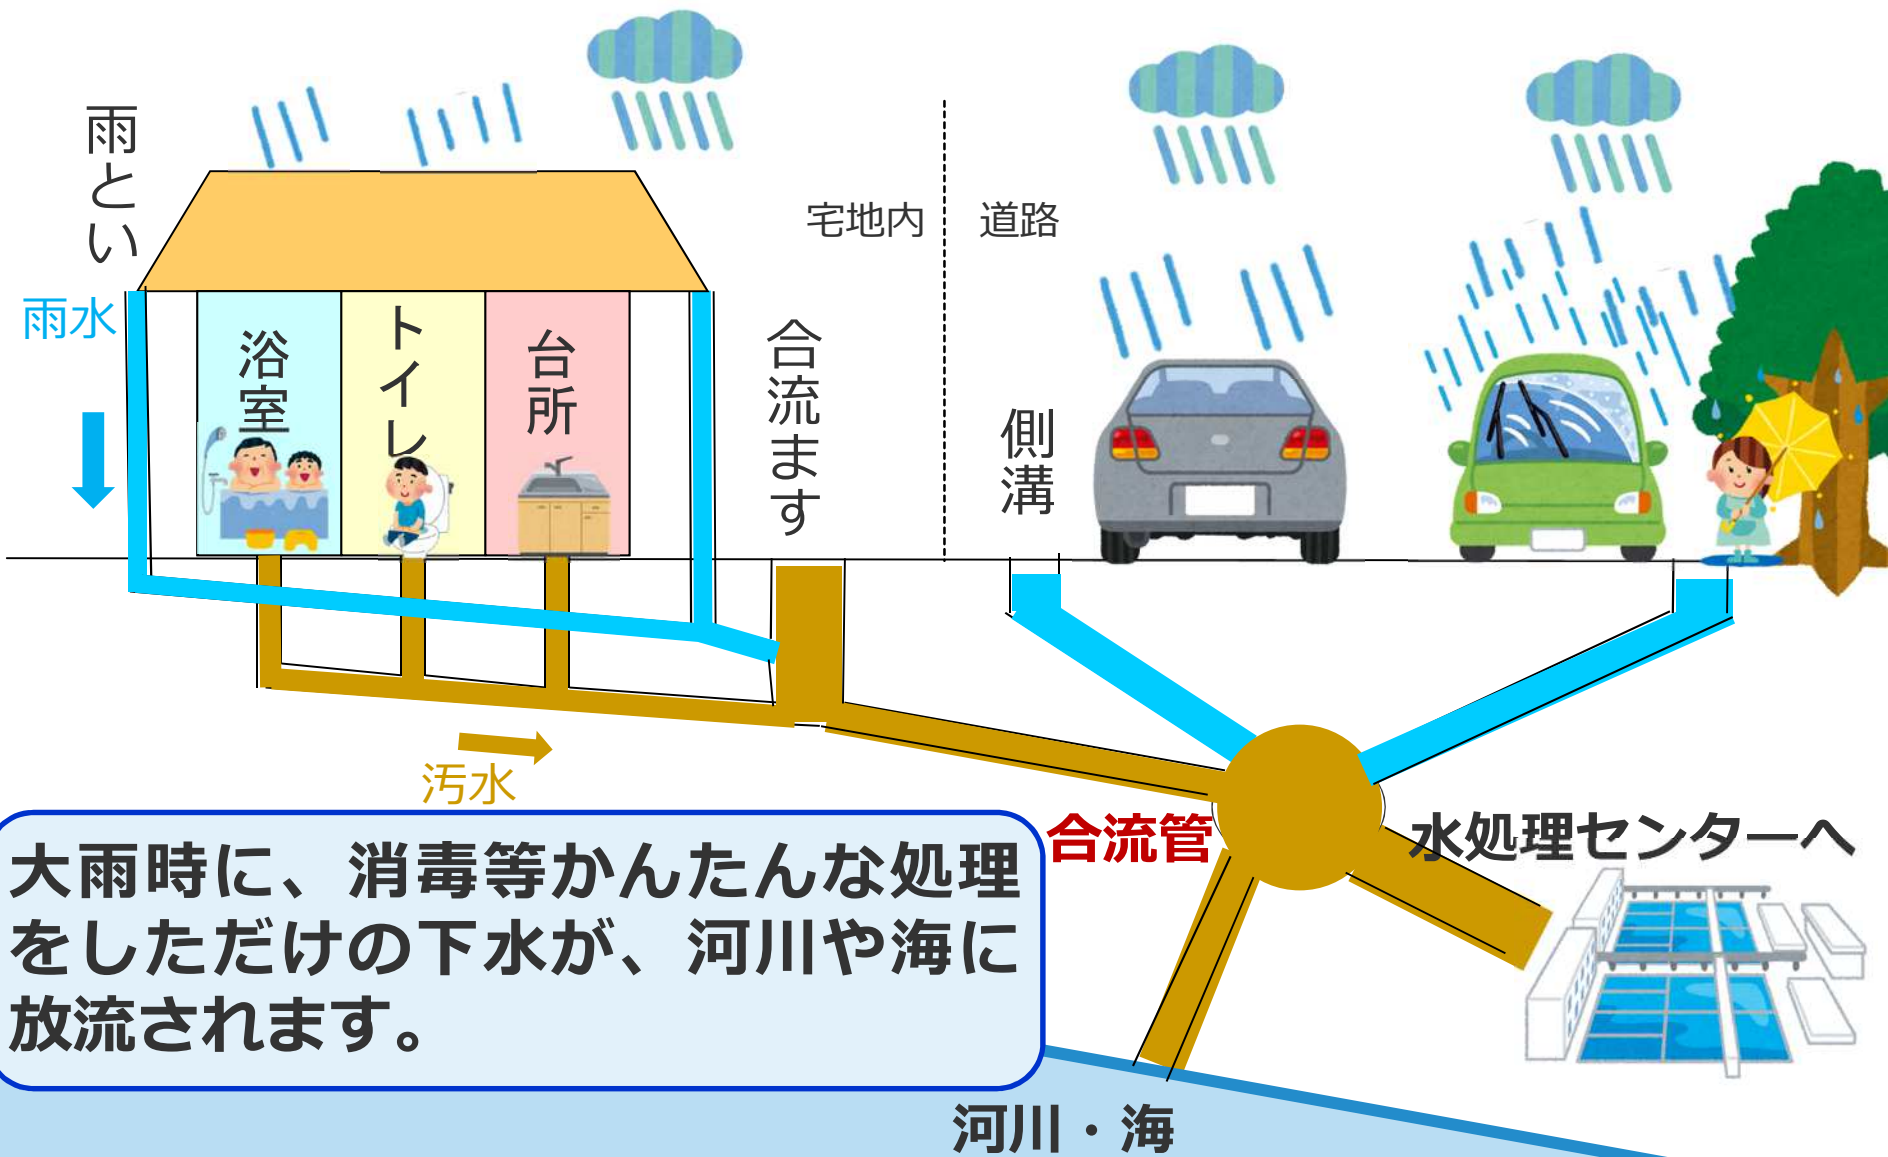 雨とい
雨水
浴室
トイレ
台所
合流ます
宅地内
道路
側溝
汚水
合流管
水処理センターへ
大雨時に、消毒等かんたんな処理
をしただけの下水が、河川や海に
放流されます。
河川・海